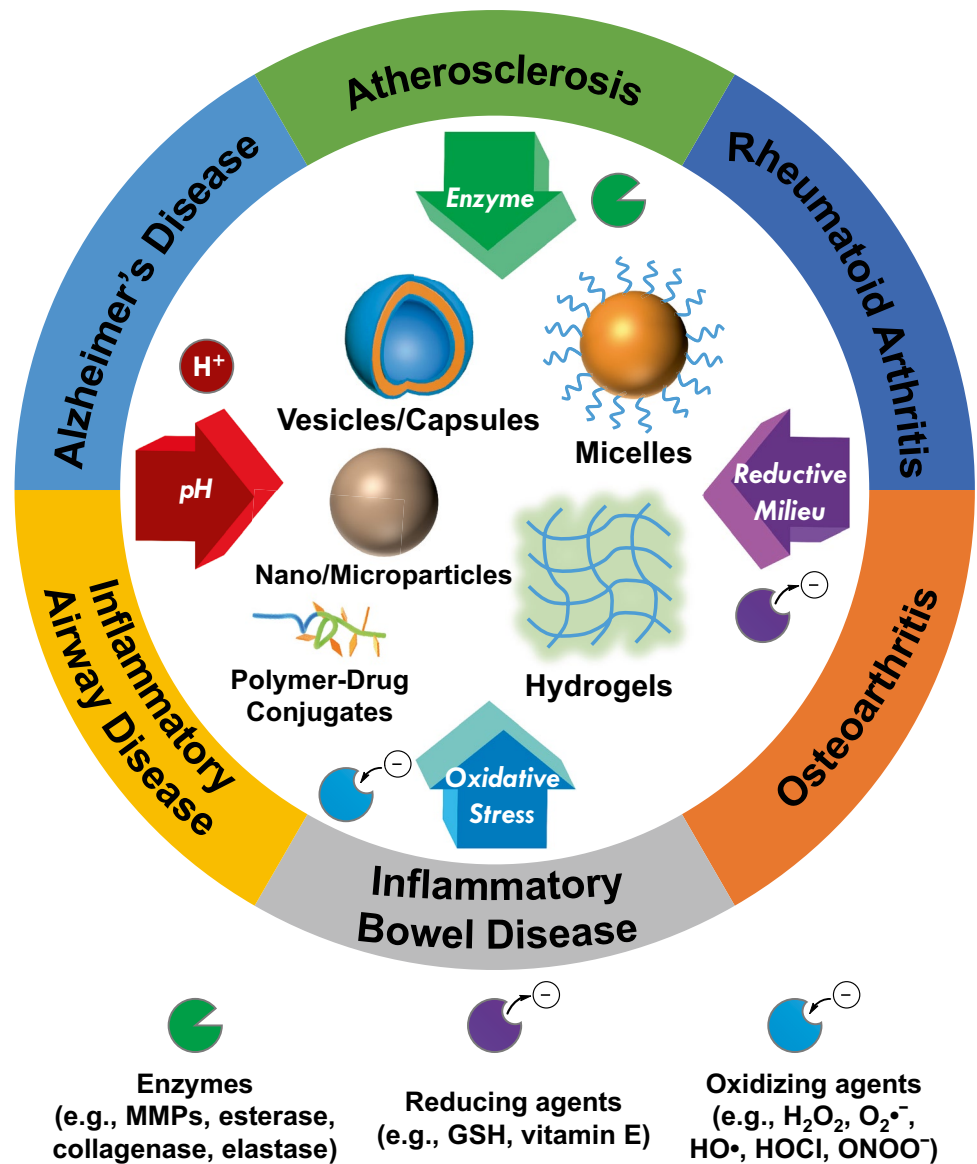 Atherosclerosis
Rheumatoid Arthritis
Osteoarthritis
Inflammatory
Bowel Disease
Inflammatory
Airway Disease
Alzheimer's Disease
Enzyme
H⁺
Vesicles/Capsules
Micelles
pH
Reductive
Milieu
Nano/Microparticles
−
Polymer-Drug
Conjugates
Hydrogels
−
Oxidative
Stress
−
−
Enzymes
(e.g., MMPs, esterase,
collagenase, elastase)
Reducing agents
(e.g., GSH, vitamin E)
Oxidizing agents
(e.g., H₂O₂, O₂•⁻,
HO•, HOCl, ONOO⁻)